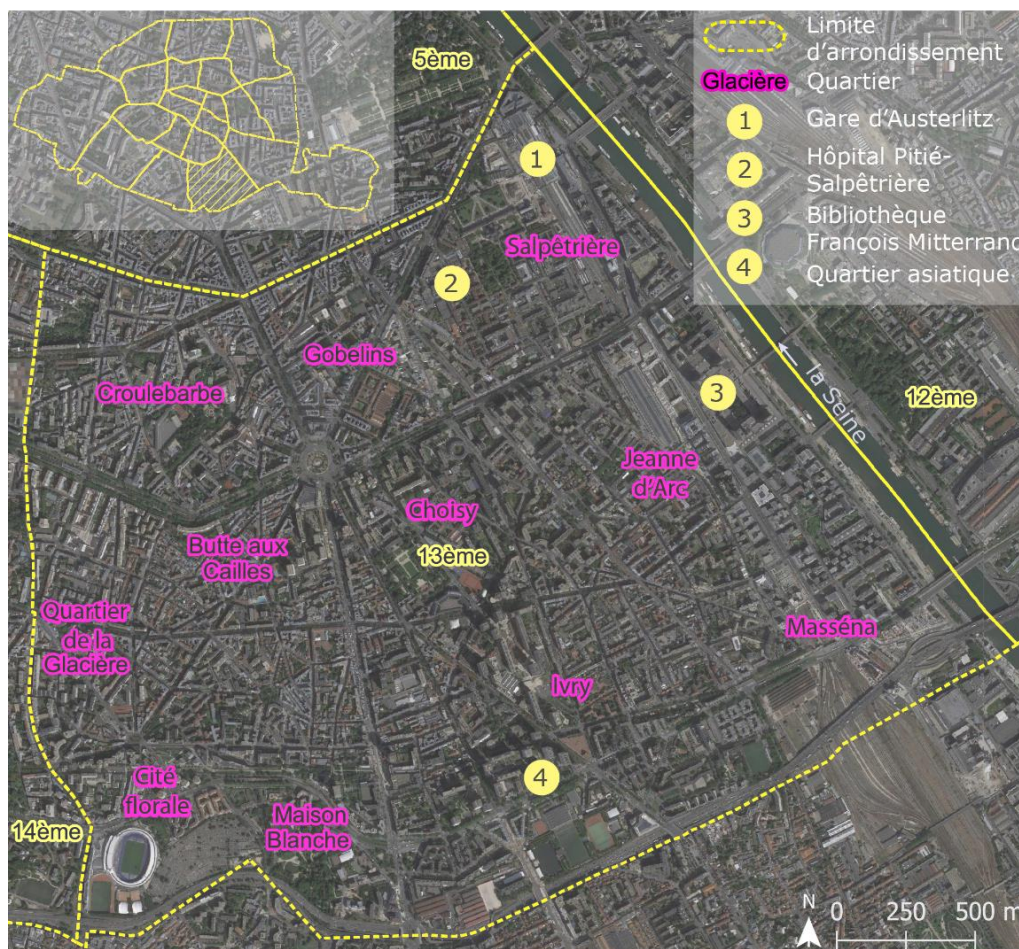 Limite
d'arrondissement
Glacière Quartier
1 Gare d'Austerlitz
2 Hôpital Pitié-
Salpêtrière
3 Bibliothèque
François Mitterrand
4 Quartier asiatique
5ème
1
Salpêtrière
2
Gobelins
Croulebarbe
3
la Seine
12ème
Jeanne
d'Arc
Choisy
13ème
Butte aux
Cailles
Quartier
de la
Glacière
Masséna
Ivry
4
Cité
florale
Maison
Blanche
14ème
N
0 250 500 m